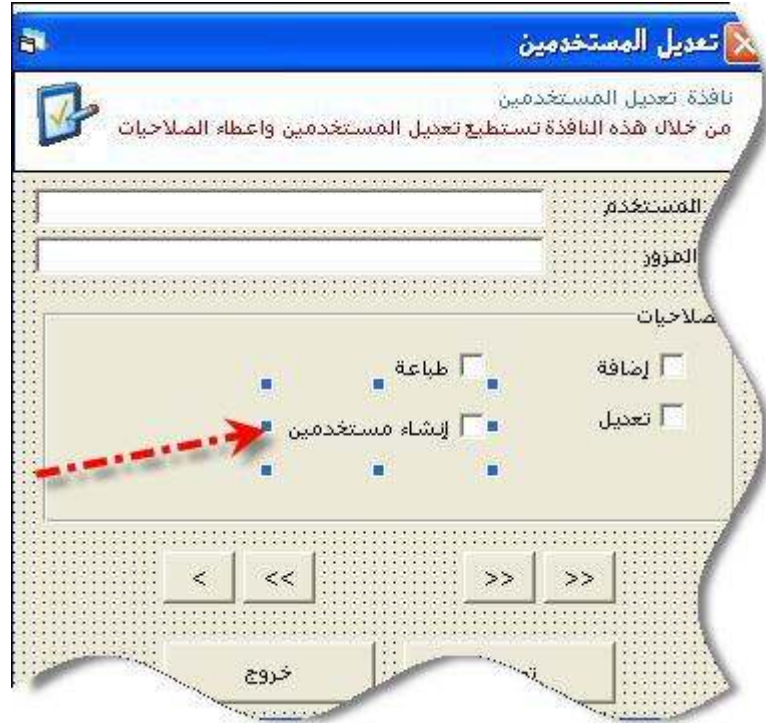 تعديل المستخدمين
نافذة تعديل المستخدمين
من خلال هذه النافذة تستطيع تعديل المستخدمين واعطاء الصلاحيات
المستخدم
المزور
صلاحيات
إضافة
طباعة
تعديل
إنشاء مستخدمين
>> >> << <
خروج